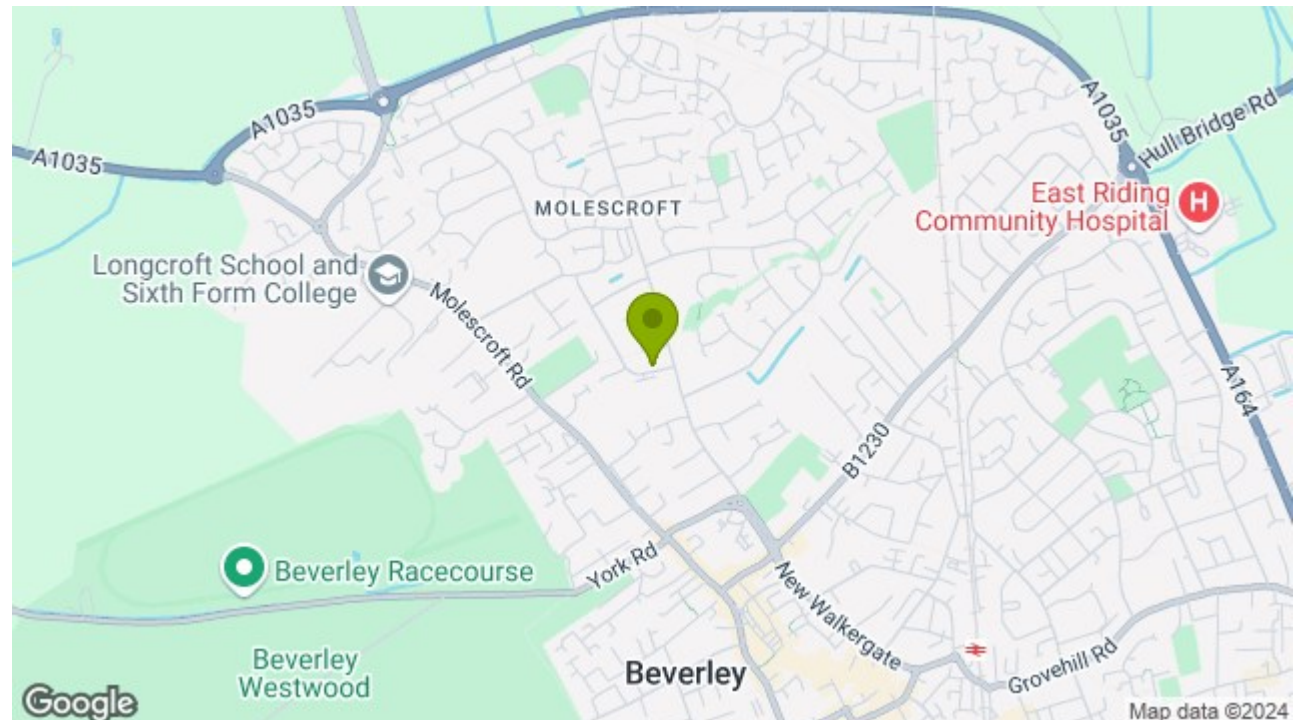 A1035
A1035
A1035
Hull Bridge Rd
MOLESCROFT
East Riding
Community Hospital
H
Longcroft School and
Sixth Form College
Molescroft Rd
A164
B1230
York Rd
Beverley Racecourse
New Walkergate
Beverley
Westwood
Beverley
Grovehill Rd
Google
Map data ©2024